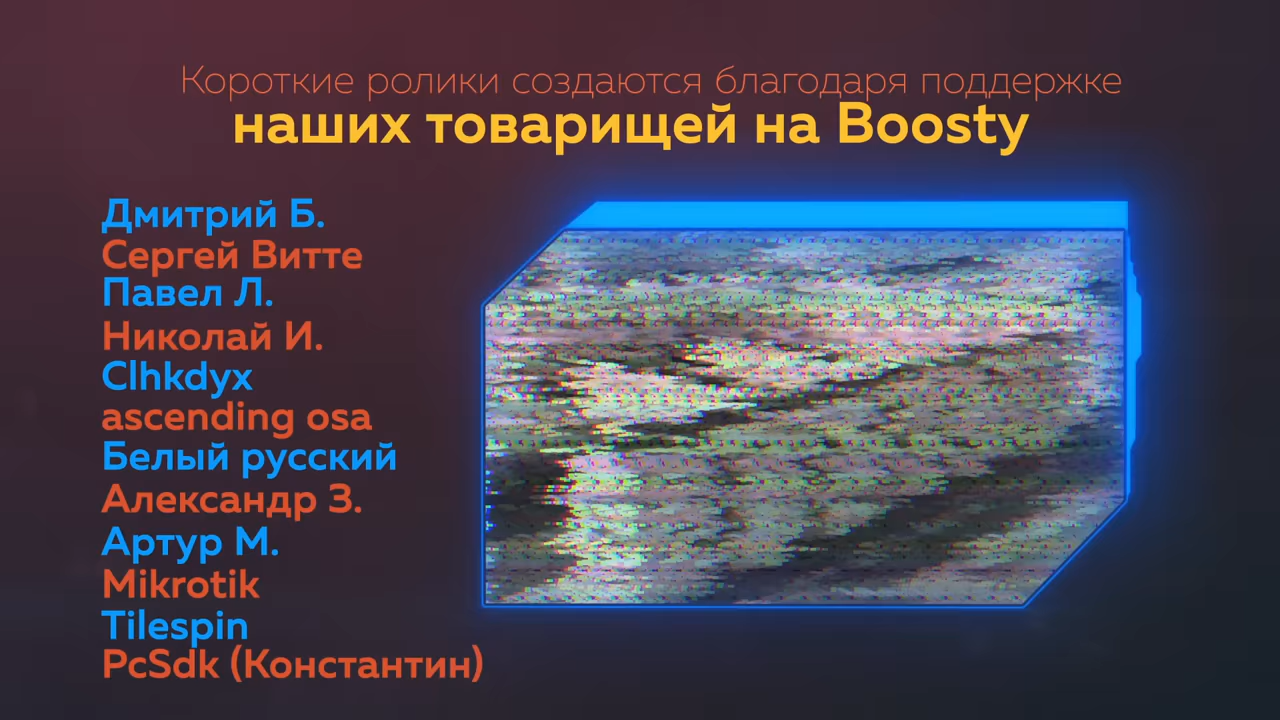 Короткие ролики создаются благодаря поддержке
наших товарищей на Boosty
Дмитрий Б.
Сергей Витте
Павел Л.
Николай И.
Clhkdyx
ascending osa
Белый русский
Александр З.
Артур М.
Mikrotik
Tilespin
PcSdk (Константин)